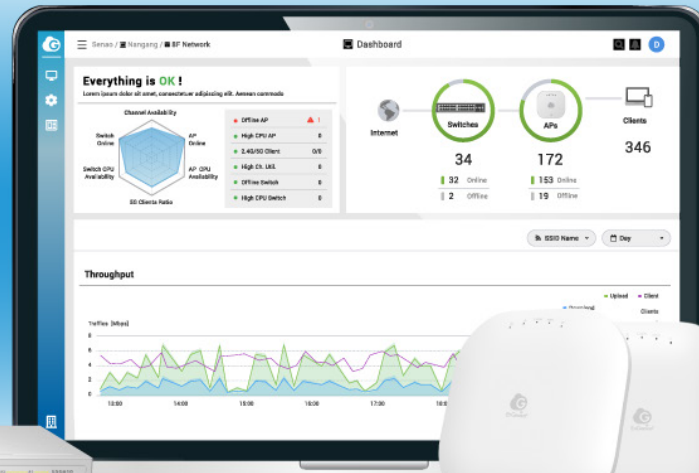 Senao / Nangang / 8F Network
Dashboard
D
Everything is OK !
Lorem ipsum dolor sit amet, consectetuer adipiscing elit. Aenean commodo
Channel Availability
Switch Online
AP Online
Switch CPU Availability
AP CPU Availability
5G Clients Ratio
Offline AP 1
High CPU AP 0
2.4G/5G Client 0/0
High Ch. Util. 0
Offline Switch 0
High CPU Switch 0
Internet
Switches
APs
Clients
34
172
346
32 Online
153 Online
2 Offline
19 Offline
SSID Name
Day
Throughput
Upload
Client
Clients
Traffics (Mbps)
8
6
4
2
0
13:00
14:00
15:00
16:00
17:00